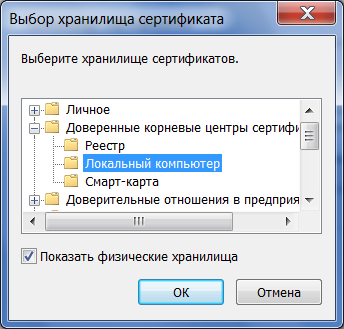 Выбор хранилища сертификата
Выберите хранилище сертификатов.
Личное
Доверенные корневые центры сертифи
Реестр
Локальный компьютер
Смарт-карта
Доверительные отношения в предприя
Показать физические хранилища
ОК
Отмена